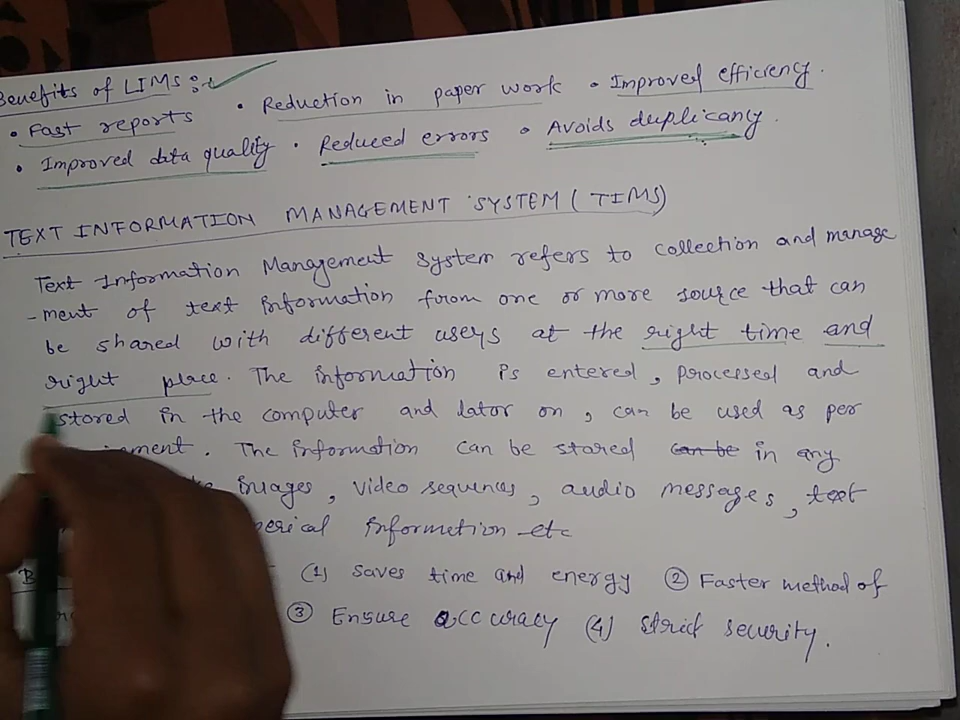 Benefits of LIMS :-
• Fast reports • Reduction in paper work • Improved efficiency.
• Improved data quality • Reduced errors • Avoids duplicany.
TEXT INFORMATION MANAGEMENT SYSTEM (TIMS)
Text Information Management System refers to collection and manage
-ment of text information from one or more source that can
be shared with different users at the right time and
right place. The information is entered, processed and
stored in the computer and lator on, can be used as per
The information can be stored can be in any
images, video sequences, audio messages, text
informetion etc
(1) Saves time and energy (2) Faster method of
(3) Ensure accuracy (4) strict security.